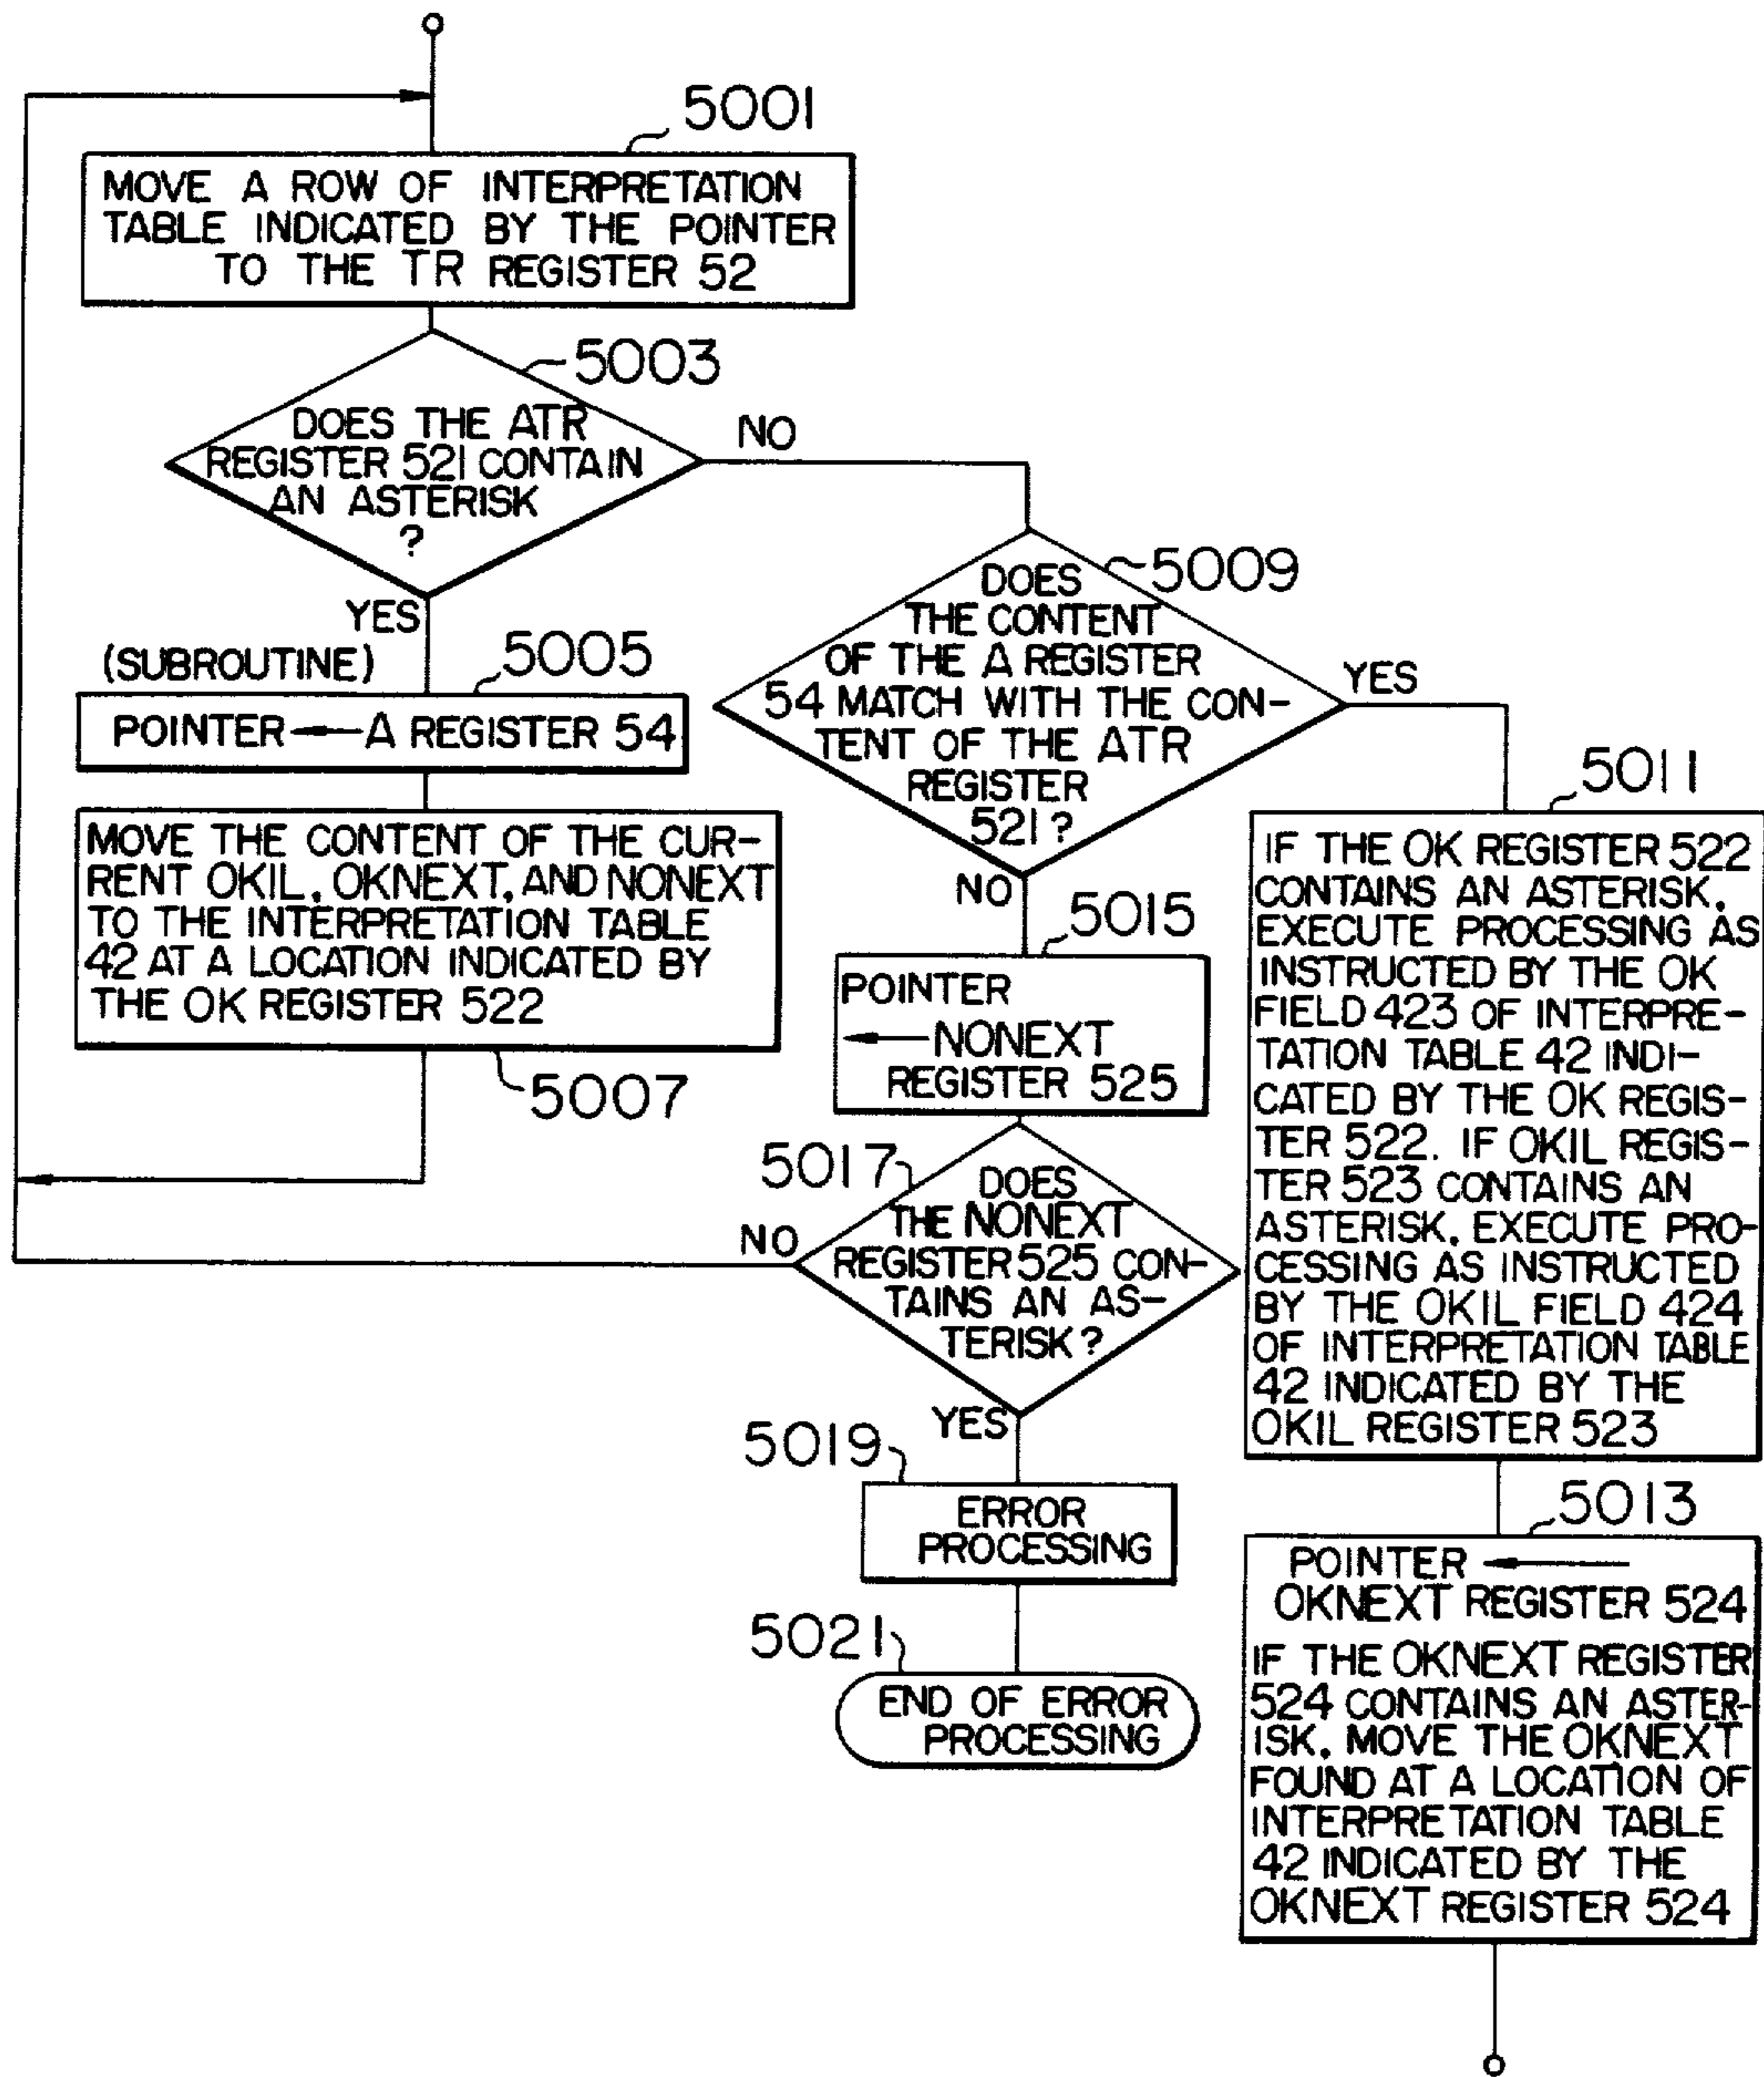 5001
MOVE A ROW OF INTERPRETATION
TABLE INDICATED BY THE POINTER
TO THE TR REGISTER 52
5003
DOES THE ATR
REGISTER 521 CONTAIN
AN ASTERISK
?
NO
YES
(SUBROUTINE)
5005
POINTER ← A REGISTER 54
MOVE THE CONTENT OF THE CUR-
RENT OKIL, OKNEXT, AND NONEXT
TO THE INTERPRETATION TABLE
42 AT A LOCATION INDICATED BY
THE OK REGISTER 522
5007
5009
DOES
THE CONTENT
OF THE A REGISTER
54 MATCH WITH THE CON-
TENT OF THE ATR
REGISTER
521?
YES
NO
5011
IF THE OK REGISTER 522
CONTAINS AN ASTERISK,
EXECUTE PROCESSING AS
INSTRUCTED BY THE OK
FIELD 423 OF INTERPRE-
TATION TABLE 42 INDI-
CATED BY THE OK REGIS-
TER 522. IF OKIL REGIS-
TER 523 CONTAINS AN
ASTERISK, EXECUTE PRO-
CESSING AS INSTRUCTED
BY THE OKIL FIELD 424
OF INTERPRETATION TABLE
42 INDICATED BY THE
OKIL REGISTER 523
5013
POINTER ←
OKNEXT REGISTER 524
IF THE OKNEXT REGISTER
524 CONTAINS AN ASTER-
ISK, MOVE THE OKNEXT
FOUND AT A LOCATION OF
INTERPRETATION TABLE
42 INDICATED BY THE
OKNEXT REGISTER 524
5015
POINTER
← NONEXT
REGISTER 525
5017
DOES
THE NONEXT
REGISTER 525 CON-
TAINS AN AS-
TERISK?
NO
YES
5019
ERROR
PROCESSING
5021
END OF ERROR
PROCESSING